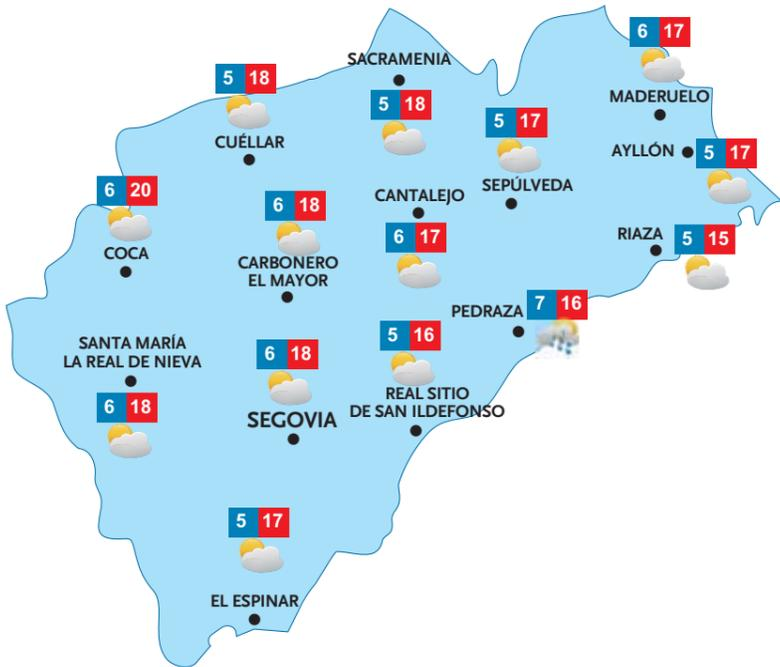 6 17
SACRAMENIA
5 18
MADERUELO
5 18
CUÉLLAR
5 17
SEPÚLVEDA
AYLLÓN
5 17
6 20
COCA
6 18
CARBONERO
EL MAYOR
CANTALEJO
6 17
RIAZA
5 15
PEDRAZA
7 16
SANTA MARÍA
LA REAL DE NIEVA
6 18
6 18
SEGOVIA
5 16
REAL SITIO
DE SAN ILDEFONSO
5 17
EL ESPINAR